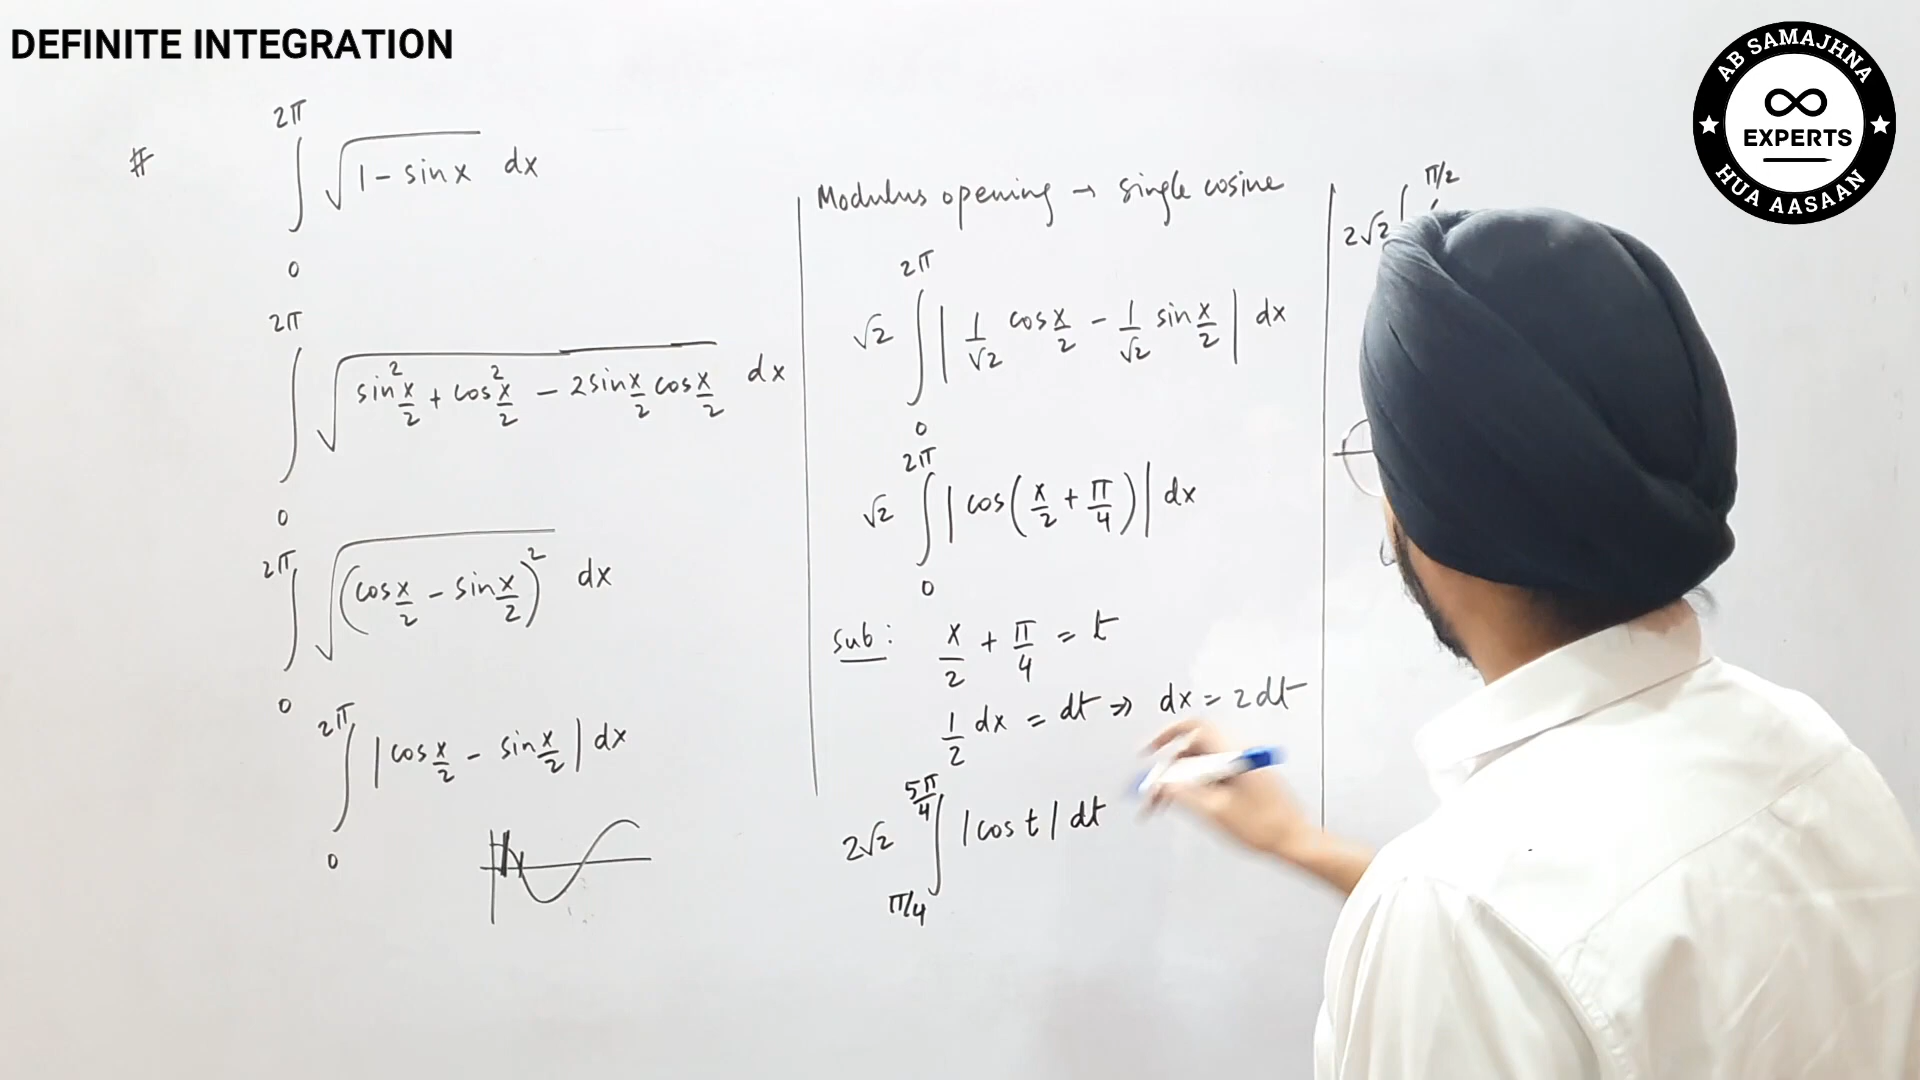 DEFINITE INTEGRATION
AB SAMAJHNA
∞
EXPERTS
HUA AASAAN
# ∫₀^{2π} √(1 - sin x) dx
∫₀^{2π} √(sin² x/2 + cos² x/2 - 2 sin x/2 cos x/2) dx
∫₀^{2π} √((cos x/2 - sin x/2)²) dx
∫₀^{2π} |cos x/2 - sin x/2| dx
Modulus opening → single cosine
√2 ∫₀^{2π} | 1/√2 cos x/2 - 1/√2 sin x/2 | dx
√2 ∫₀^{2π} | cos(x/2 + π/4) | dx
Sub: x/2 + π/4 = t
1/2 dx = dt ⇒ dx = 2dt
2√2 ∫_{π/4}^{5π/4} |cos t| dt
π/2
2√2 ∫